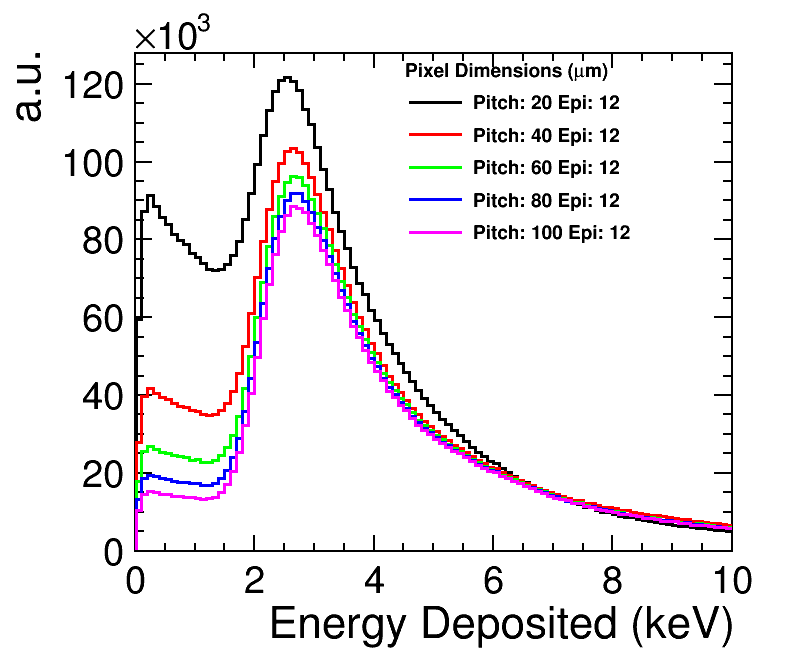 ×10³
a.u.
120
100
80
60
40
20
0
Pixel Dimensions (μm)
Pitch: 20 Epi: 12
Pitch: 40 Epi: 12
Pitch: 60 Epi: 12
Pitch: 80 Epi: 12
Pitch: 100 Epi: 12
0 2 4 6 8 10
Energy Deposited (keV)